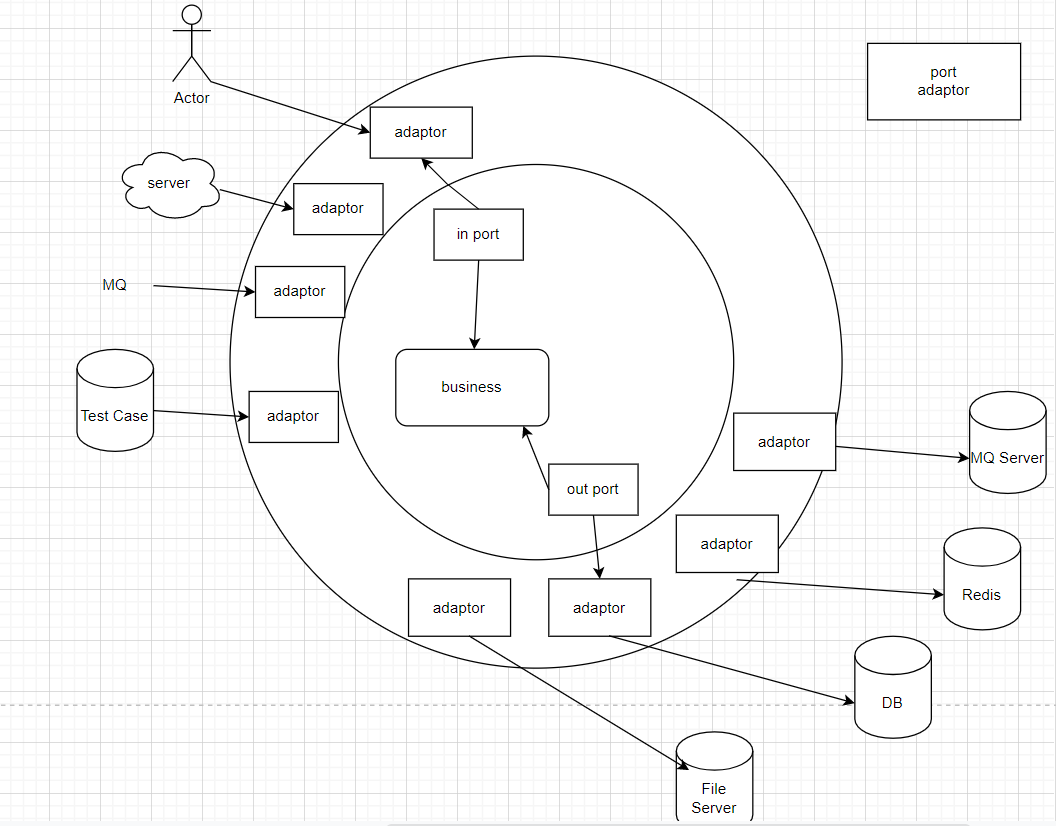 Actor
port
adaptor
adaptor
server
adaptor
in port
MQ
adaptor
business
Test Case
adaptor
adaptor
MQ Server
out port
adaptor
Redis
adaptor
adaptor
DB
File
Server